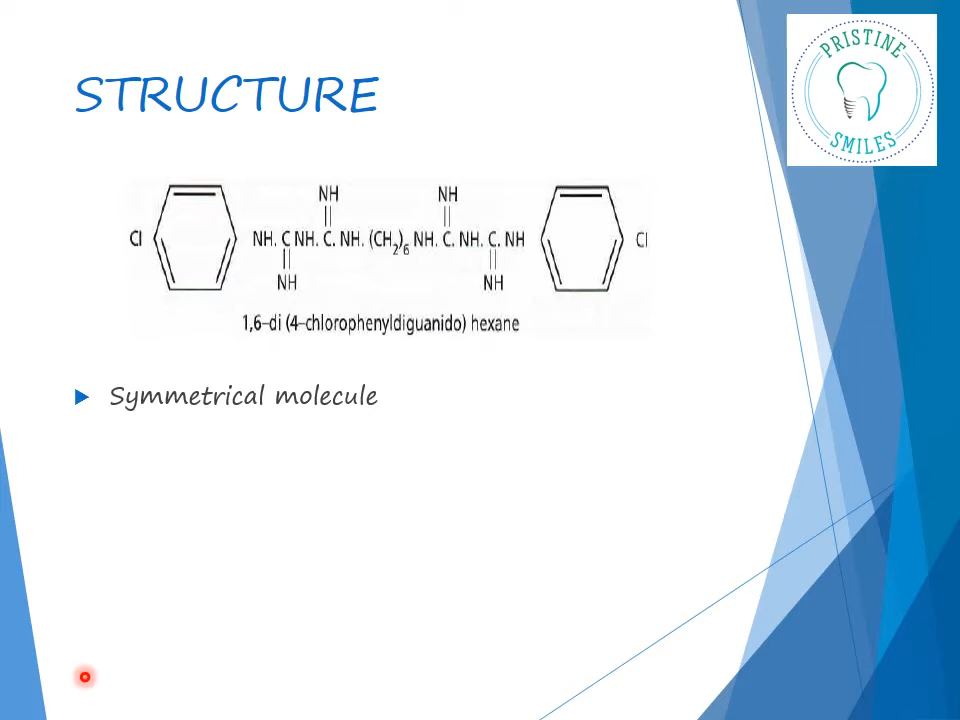 STRUCTURE
PRISTINE
SMILES
NH NH
Cl NH. C NH. C. NH. (CH2)6 NH. C. NH. C. NH Cl
NH NH
1,6-di (4-chlorophenyldiguanido) hexane
Symmetrical molecule